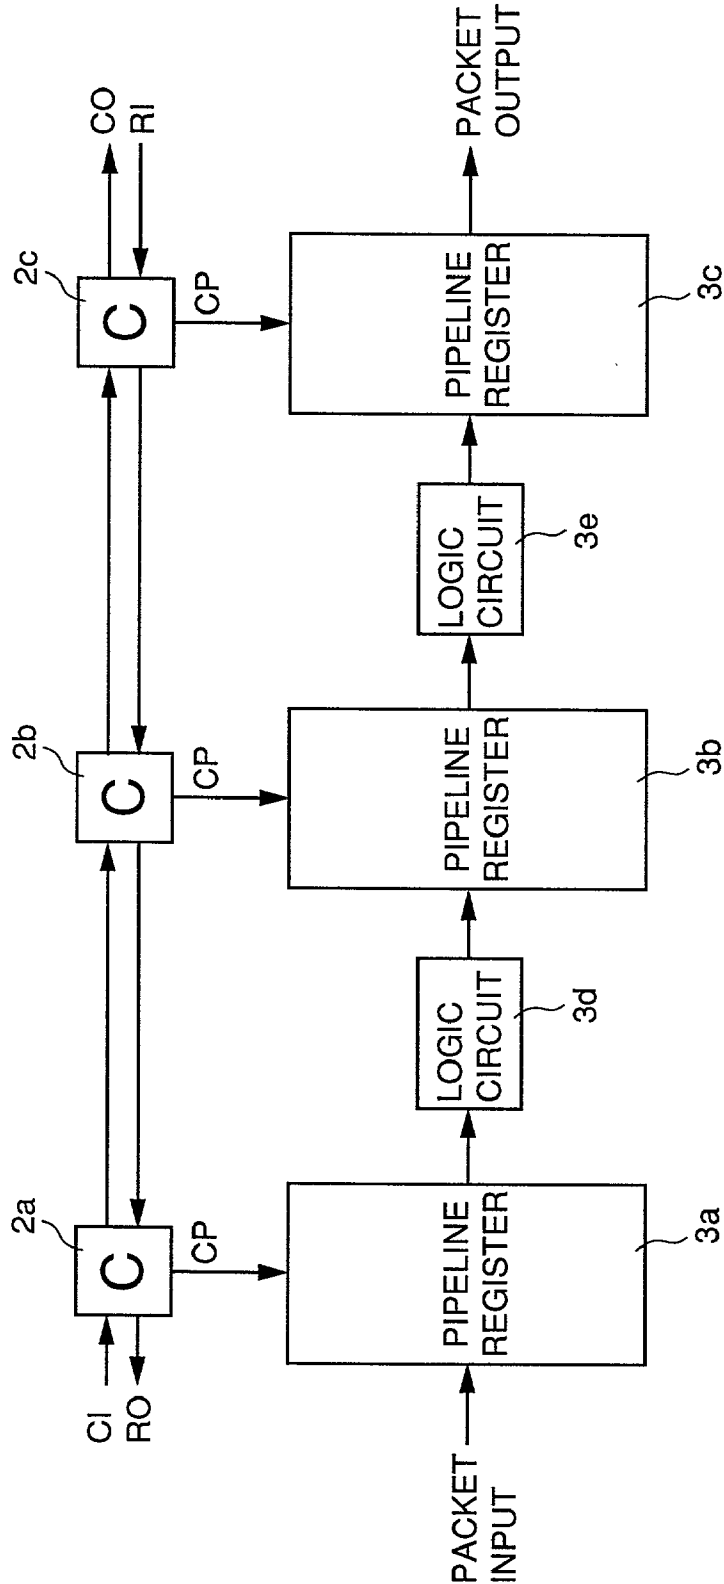 2a
2b
2c
CI
RO
C
C
C
CO
RI
CP
CP
CP
PACKET
INPUT
PIPELINE
REGISTER
LOGIC
CIRCUIT
PIPELINE
REGISTER
LOGIC
CIRCUIT
PIPELINE
REGISTER
PACKET
OUTPUT
3a
3d
3b
3e
3c